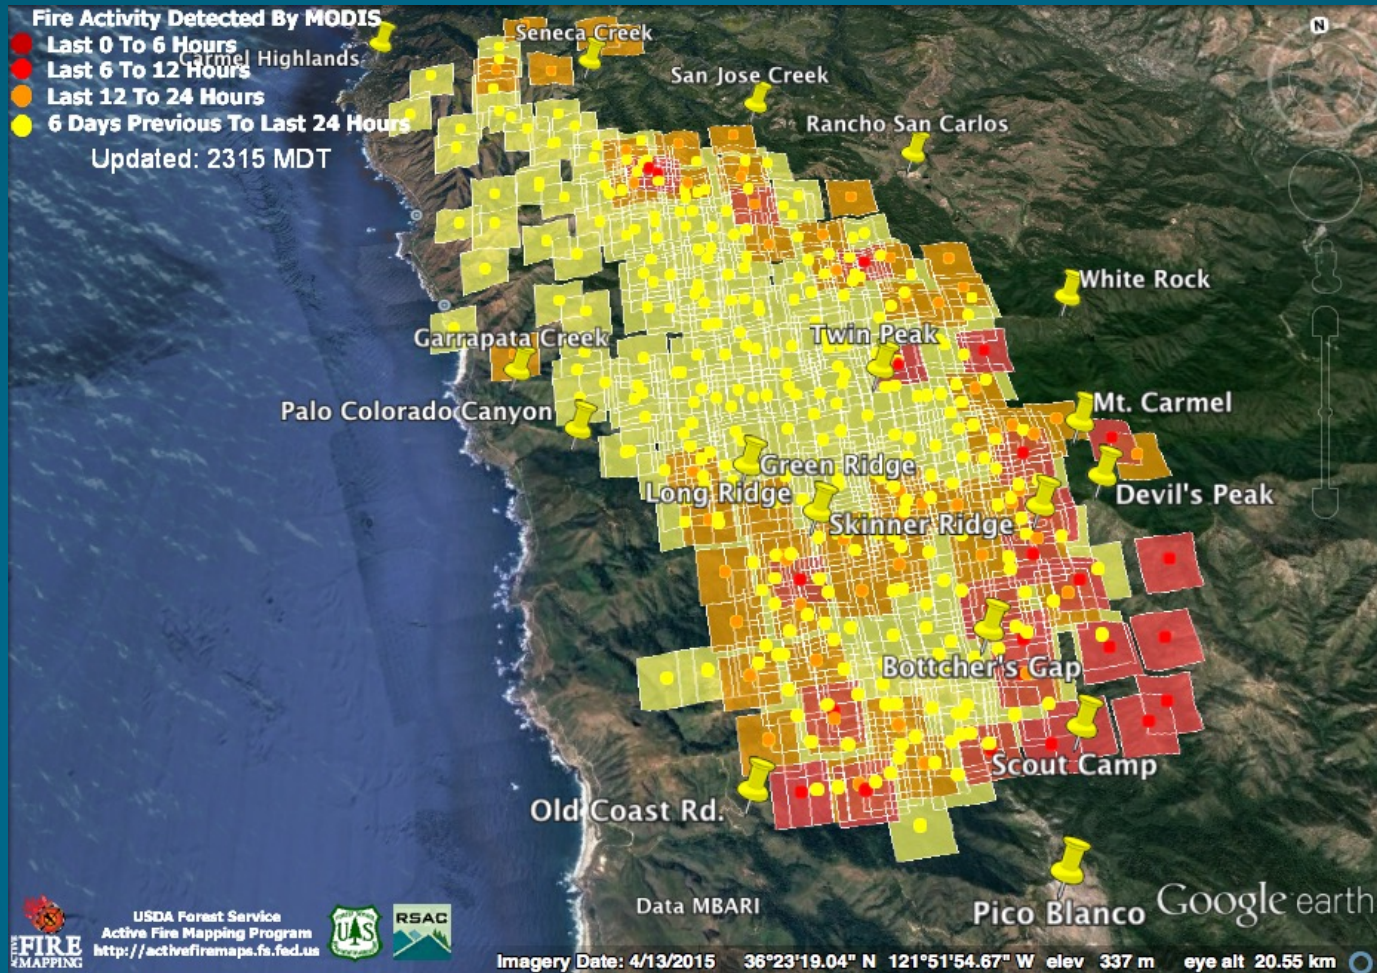 Fire Activity Detected By MODIS
Last 0 To 6 Hours
Last 6 To 12 Hours
Last 12 To 24 Hours
6 Days Previous To Last 24 Hours
Updated: 2315 MDT
Carmel Highlands
Seneca Creek
San Jose Creek
Rancho San Carlos
N
White Rock
Twin Peak
Garrapata Creek
Palo Colorado Canyon
Mt. Carmel
Green Ridge
Long Ridge
Devil's Peak
Skinner Ridge
Bottcher's Gap
Scout Camp
Old Coast Rd.
Pico Blanco
Data MBARI
Google earth
ACTIVE
FIRE
MAPPING
USDA Forest Service
Active Fire Mapping Program
http://activefiremaps.fs.fed.us
U S
RSAC
Imagery Date: 4/13/2015 36°23'19.04" N 121°51'54.67" W elev 337 m eye alt 20.55 km